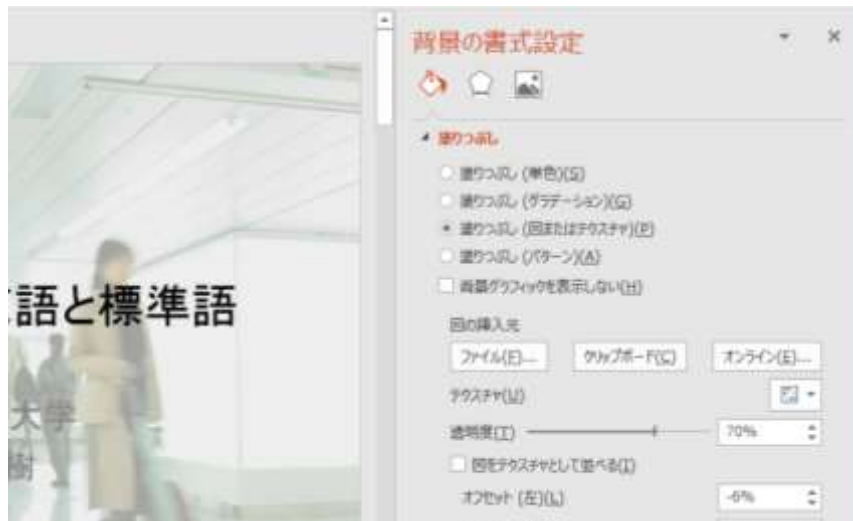 語と標準語
大学
樹
背景の書式設定
塗りつぶし
塗りつぶし (単色)(S)
塗りつぶし (グラデーション)(G)
塗りつぶし (図またはテクスチャ)(P)
塗りつぶし (パターン)(A)
背景グラフィックを表示しない(H)
図の挿入元
ファイル(F)... クリップボード(C) オンライン(E)...
テクスチャ(U)
透明度(T) 70%
図をテクスチャとして並べる(I)
オフセット (左)(L) -6%